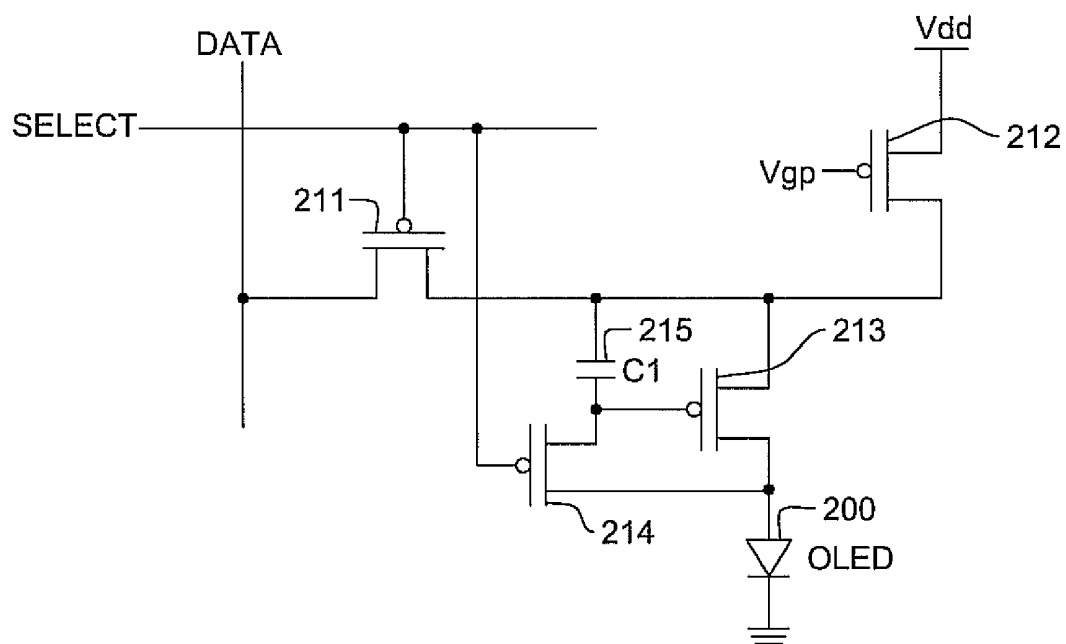 Vdd
DATA
SELECT
212
Vgp
211
215
213
C1
200
214
OLED